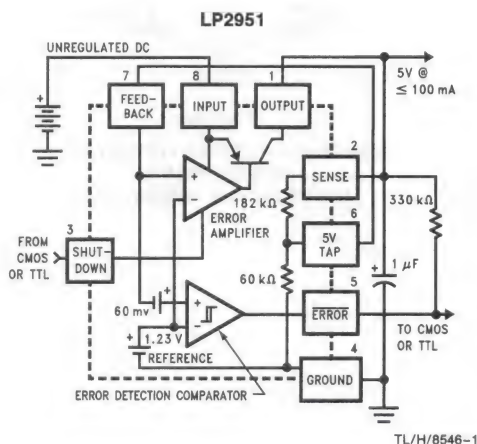 LP2951
UNREGULATED DC
7
8
1
FEED-
BACK
INPUT
OUTPUT
5V @
≤ 100 mA
+
2
SENSE
+
−
182 kΩ
330 kΩ
ERROR
AMPLIFIER
6
5V
TAP
FROM
CMOS
OR TTL
3
SHUT-
DOWN
60 kΩ
+
1 µF
60 mv
+
+
−
5
ERROR
TO CMOS
OR TTL
+
1.23 V
REFERENCE
4
GROUND
ERROR DETECTION COMPARATOR
TL/H/8546-1